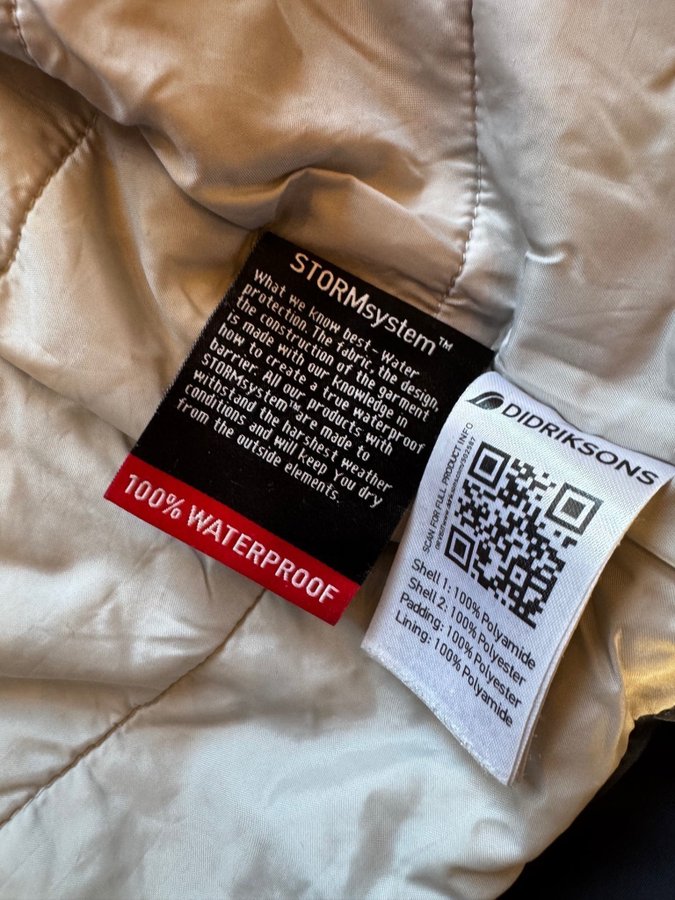 STORMsystem™
What we know best - water
protection. The fabric, the design,
the construction of the garment
is made with our knowledge in
how to create a true waterproof
barrier. All our products with
STORMsystem™ are made to
withstand the harshest weather
conditions and will keep You dry
from the outside elements.
100% WATERPROOF
DIDRIKSONS
SCAN FOR FULL PRODUCT INFO
Shell 1: 100% Polyamide
Shell 2: 100% Polyester
Padding: 100% Polyester
Lining: 100% Polyamide